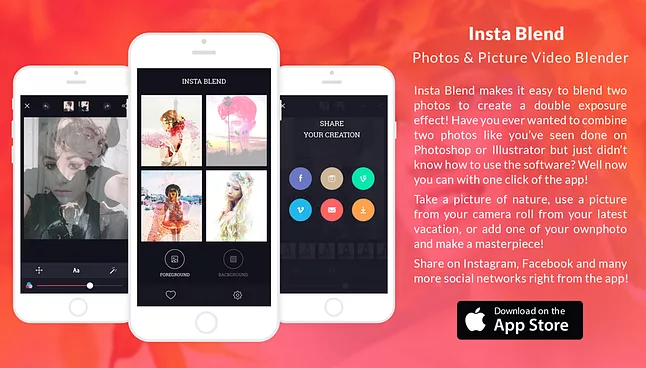 Insta Blend
Photos & Picture Video Blender
Insta Blend makes it easy to blend two
photos to create a double exposure
effect! Have you ever wanted to combine
two photos like you've seen done on
Photoshop or Illustrator but just didn't
know how to use the software? Well now
you can with one click of the app!
Take a picture of nature, use a picture
from your camera roll from your latest
vacation, or add one of your ownphoto
and make a masterpiece!
Share on Instagram, Facebook and many
more social networks right from the app!
Download on the
App Store
INSTA BLEND
FOREGROUND
BACKGROUND
Aa
SHARE
YOUR CREATION